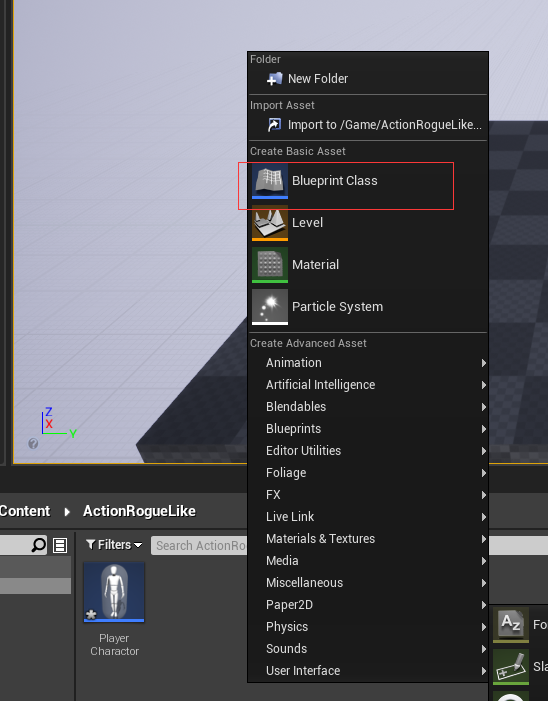 Folder
New Folder
Import Asset
Import to /Game/ActionRogueLike...
Create Basic Asset
Blueprint Class
Level
Material
Particle System
Create Advanced Asset
Animation
Artificial Intelligence
Blendables
Blueprints
Editor Utilities
Foliage
FX
Live Link
Materials & Textures
Media
Miscellaneous
Paper2D
Physics
Sounds
User Interface
Z
X
Y
?
Content ActionRogueLike
Filters Search ActionRo
Player
Charactor
AZ Fo
Sla